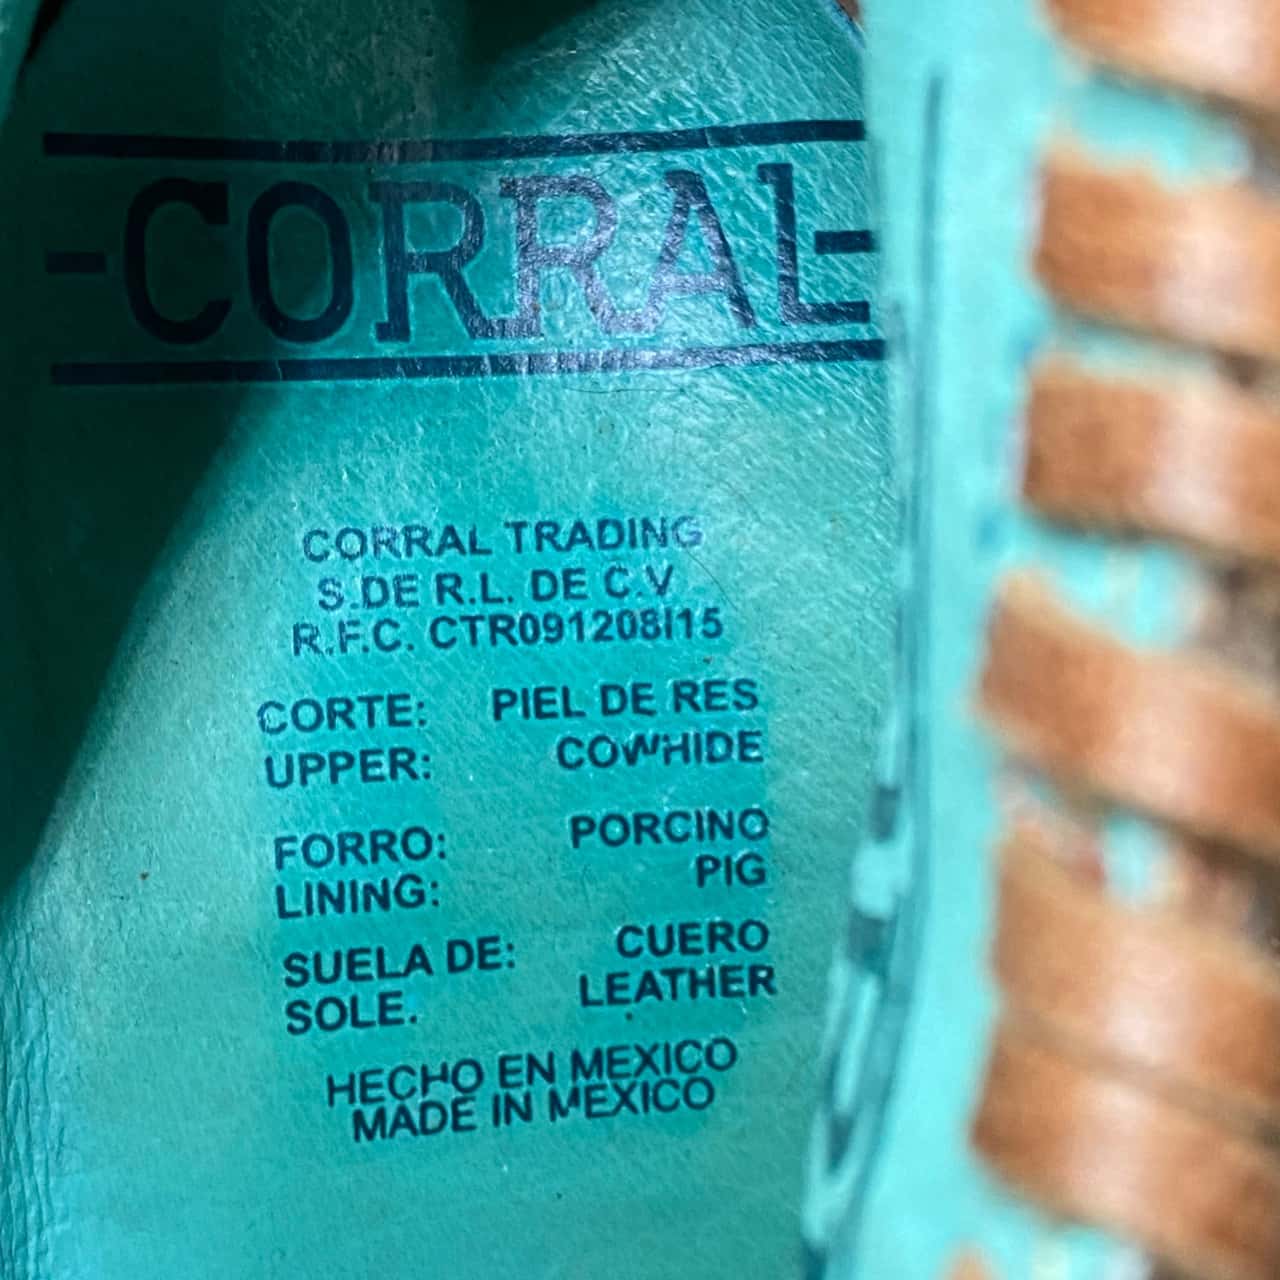 -CORRAL-
CORRAL TRADING
S.DE R.L. DE C.V
R.F.C. CTR091208I15
CORTE: PIEL DE RES
UPPER: COWHIDE
FORRO: PORCINO
LINING: PIG
SUELA DE: CUERO
SOLE. LEATHER
HECHO EN MEXICO
MADE IN MEXICO